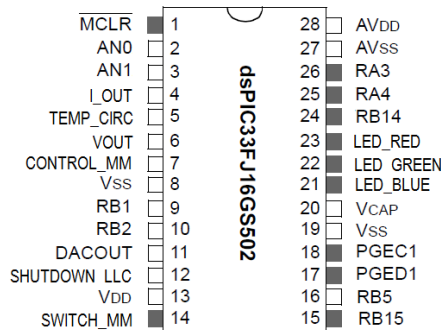 MCLR 1 28 AVDD
AN0 2 27 AVSS
AN1 3 26 RA3
I_OUT 4 25 RA4
TEMP_CIRC 5 24 RB14
VOUT 6 23 LED_RED
CONTROL_MM 7 22 LED_GREEN
VSS 8 21 LED_BLUE
RB1 9 20 VCAP
RB2 10 19 VSS
DACOUT 11 18 PGEC1
SHUTDOWN_LLC 12 17 PGED1
VDD 13 16 RB5
SWITCH_MM 14 15 RB15
dsPIC33FJ16GS502